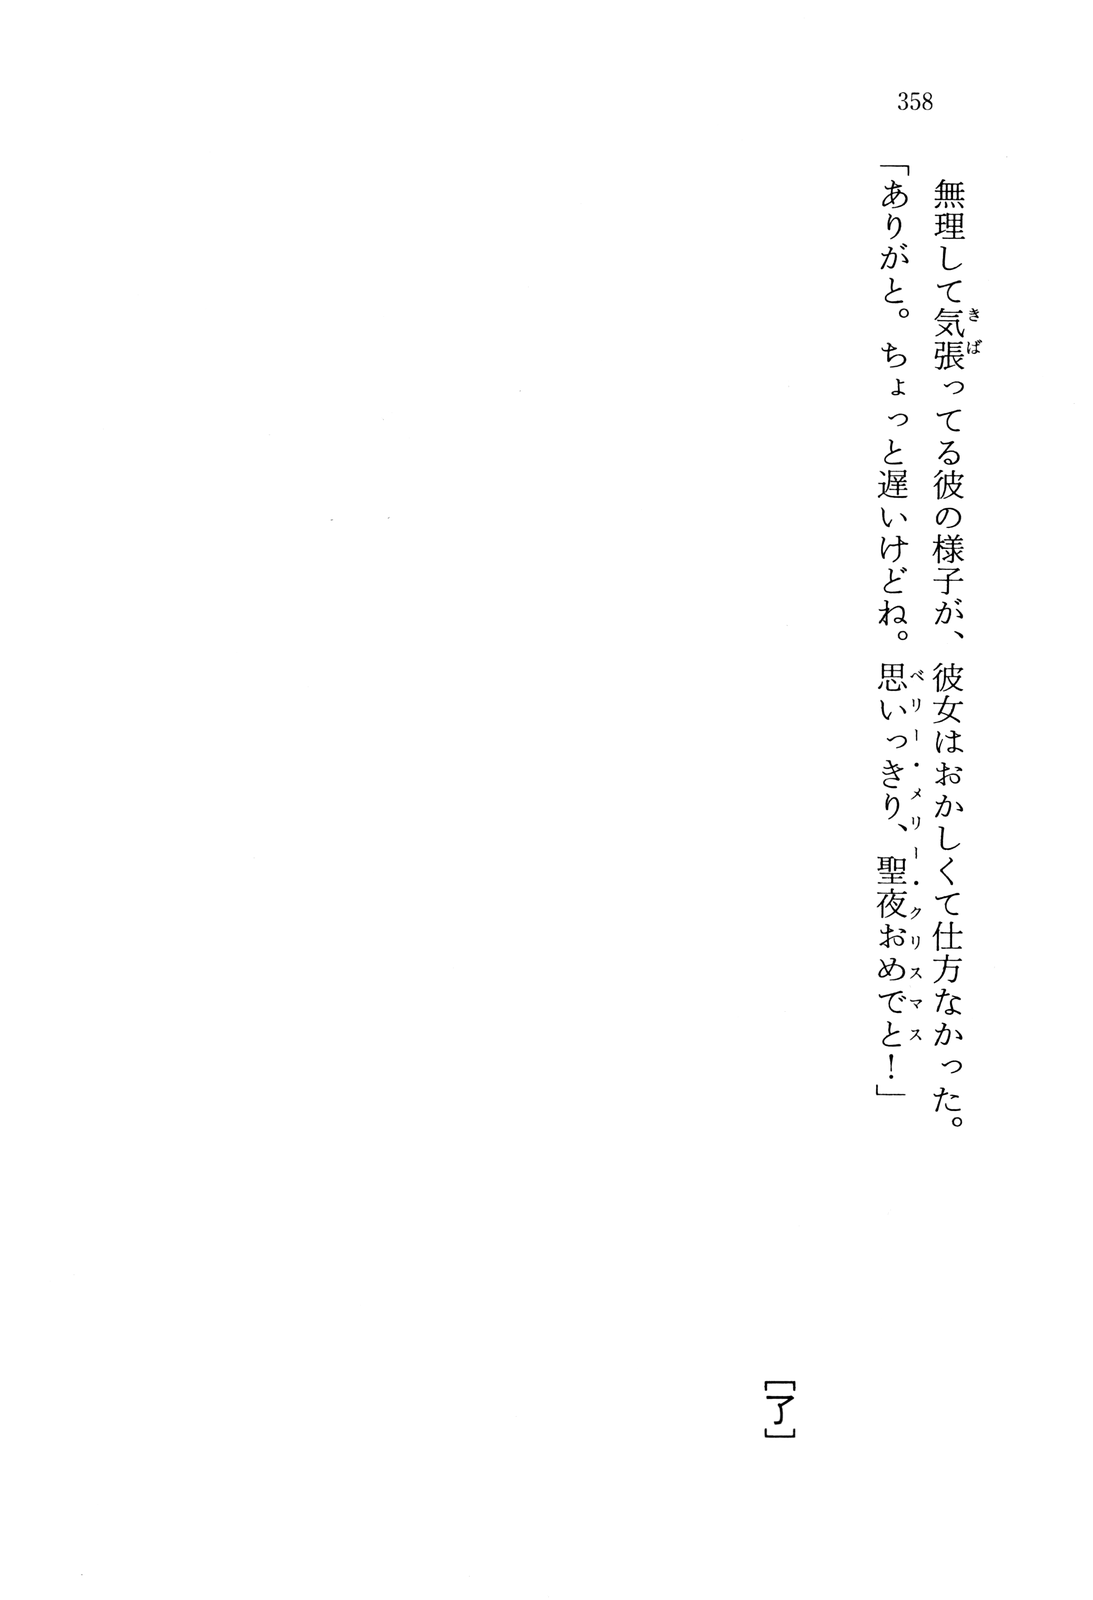 358
無理して気張ってる彼の様子が、彼女はおかしくて仕方なかった。
きば
「ありがと。ちょっと遅いけどね。思いっきり、聖夜おめでと！」
ベリー・メリー・クリスマス
[了]